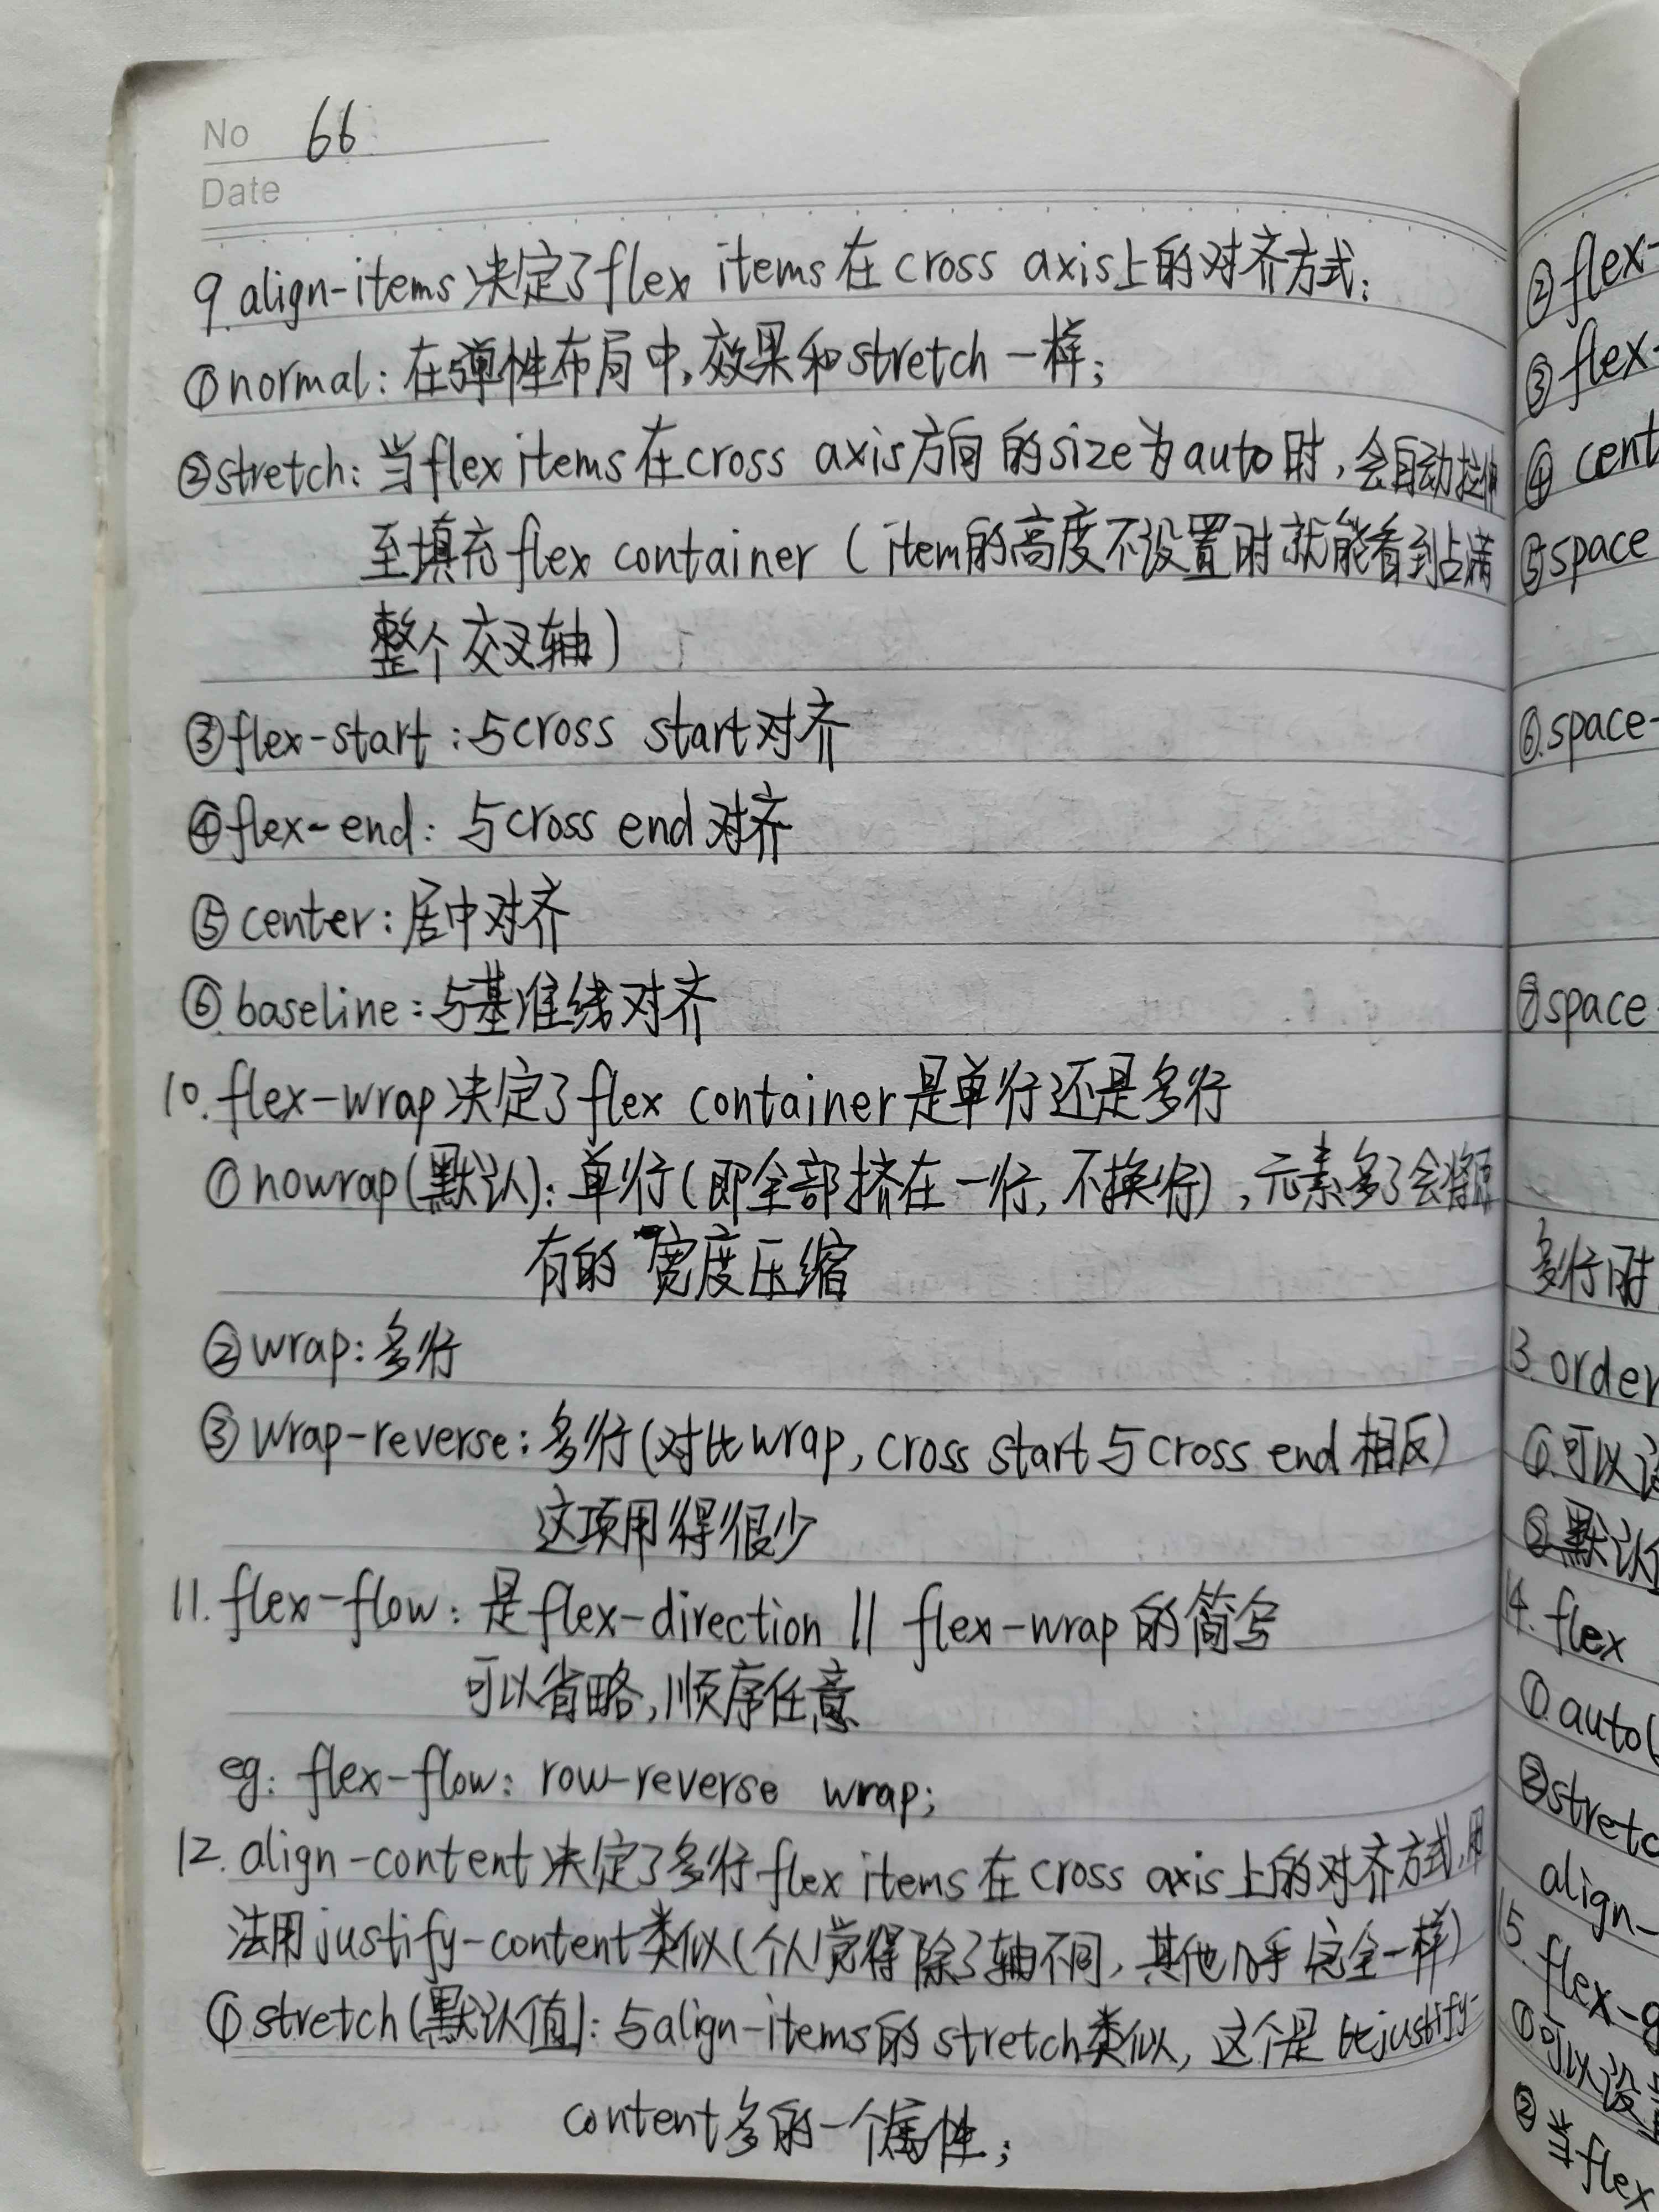 No 66
Date
9. align-items决定了flex items在cross axis上的对齐方式:
①normal: 在弹性布局中,效果和stretch一样;
②stretch: 当flex items在cross axis方向的size为auto时,会自动拉伸
至填充flex container (item的高度不设置时就能看到占满
整个交叉轴)
③flex-start:与cross start对齐
④flex-end: 与cross end对齐
⑤center:居中对齐
⑥baseline:与基准线对齐
10.flex-wrap决定了flex container是单行还是多行
①nowrap(默认): 单行(即全部挤在一行,不换行),元素多了会将原
有的宽度压缩
②wrap:多行
③wrap-reverse:多行(对比wrap, cross start与cross end相反)
这项用得很少
11. flex-flow: 是flex-direction || flex-wrap的简写
可以省略,顺序任意
eg: flex-flow: row-reverse wrap;
12. align-content决定了多行flex items在cross axis上的对齐方式,用
法用justify-content类似(个人觉得除了轴不同,其他几乎完全一样)
①stretch(默认值): 与align-items的stretch类似,这个是比justify-
content多的一个属性;
②flex-
③flex-
④cent
⑤space
⑥.space-
⑦space-
多行时
13. order
①.可以设
②.默认值
14. flex
①.auto(
②stretc
align-
15. flex-g
①可以设置
②当flex